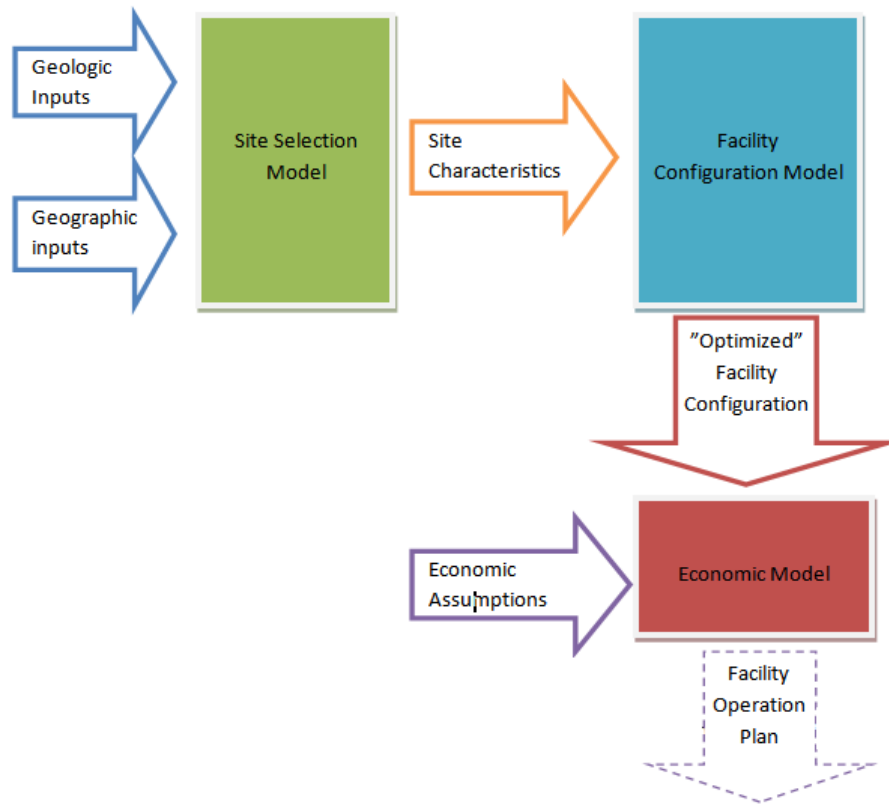 Geologic
Inputs
Geographic
inputs
Site Selection
Model
Site
Characteristics
Facility
Configuration Model
”Optimized”
Facility
Configuration
Economic
Assumptions
Economic Model
Facility
Operation
Plan